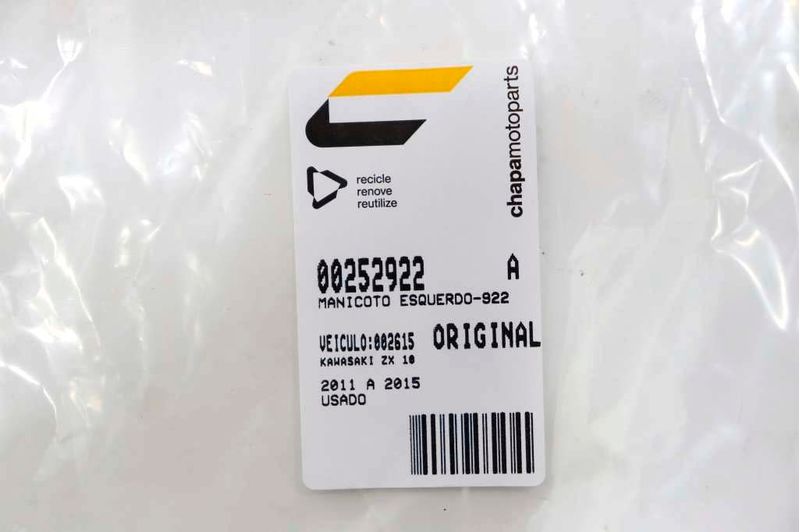 chapamotoparts
recicle
renove
reutilize
00252922 A
MANICOTO ESQUERDO-922
VEICULO:002615 ORIGINAL
KAWASAKI ZX 10
2011 A 2015
USADO